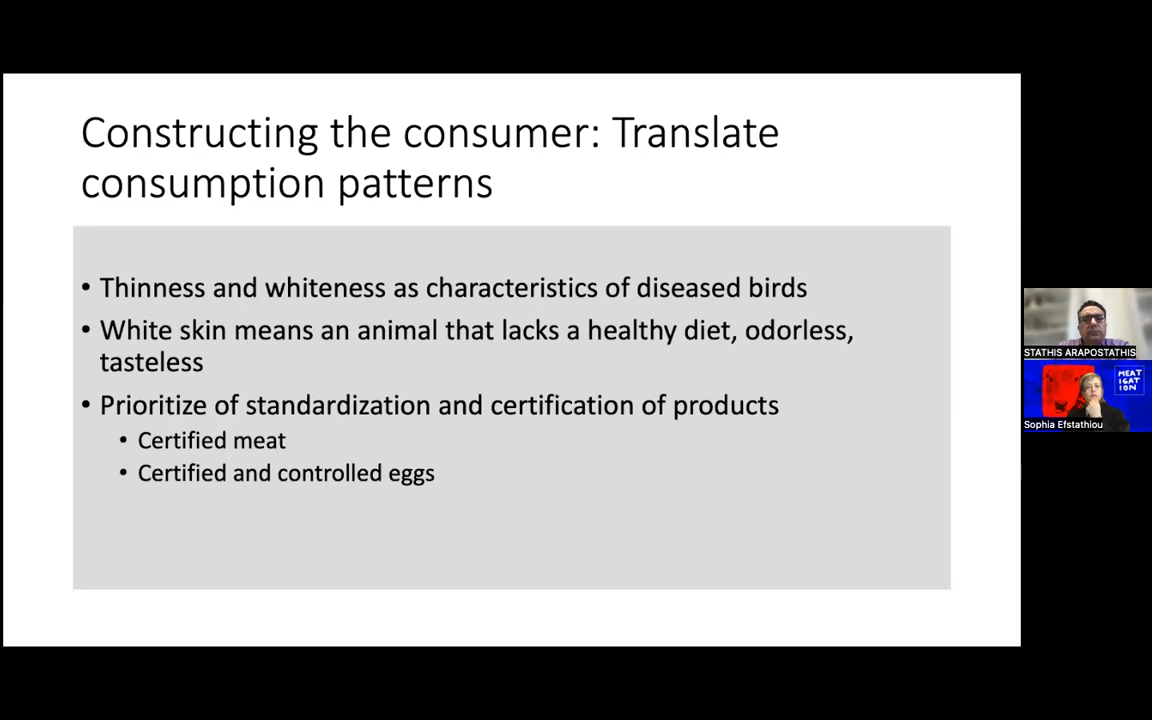 Constructing the consumer: Translate
consumption patterns
• Thinness and whiteness as characteristics of diseased birds
• White skin means an animal that lacks a healthy diet, odorless,
tasteless
• Prioritize of standardization and certification of products
• Certified meat
• Certified and controlled eggs
STATHIS ARAPOSTATHIS
MEAT
IGAT
ION
Sophia Efstathiou